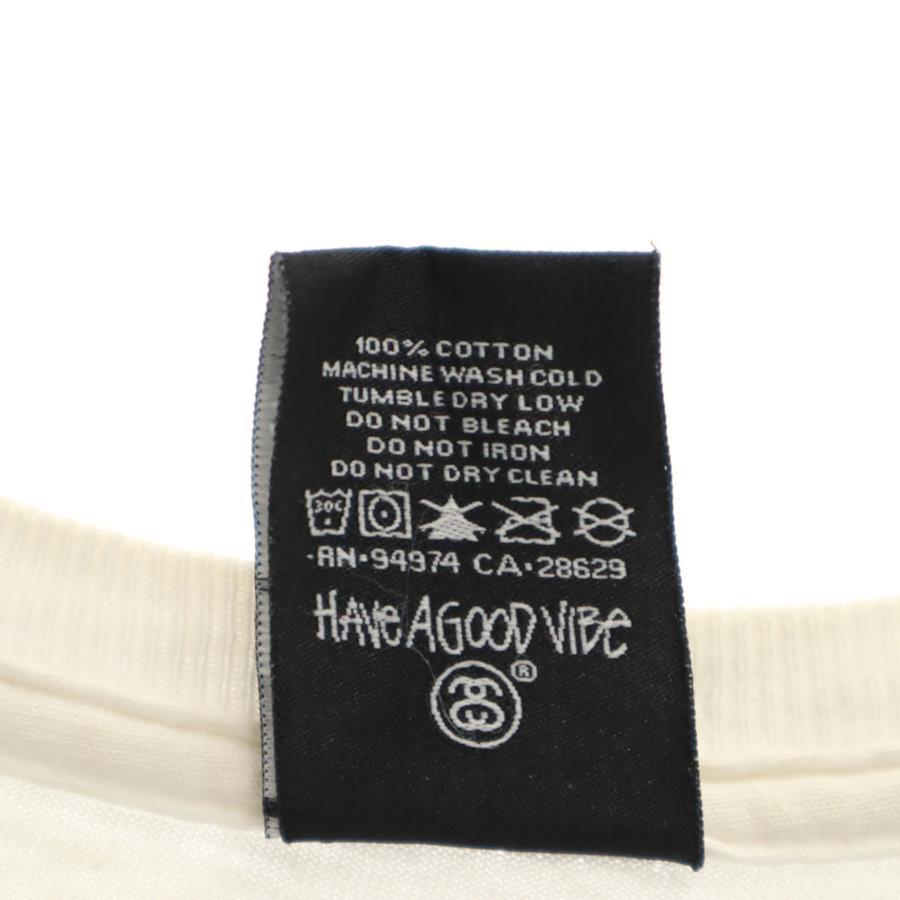 100% COTTON
MACHINE WASH COLD
TUMBLE DRY LOW
DO NOT BLEACH
DO NOT IRON
DO NOT DRY CLEAN
30C
·RN·94974 CA·28629
HAVE A GOOD VIBE
®